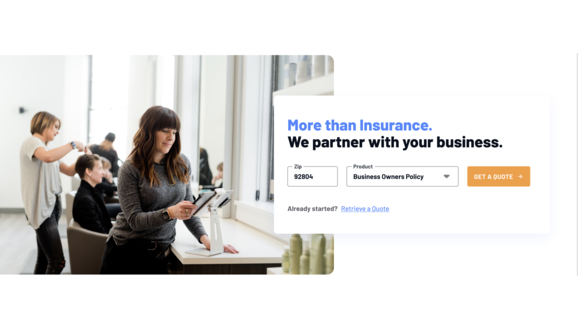 More than Insurance.
We partner with your business.
Zip
92804
Product
Business Owners Policy
GET A QUOTE →
Already started? Retrieve a Quote